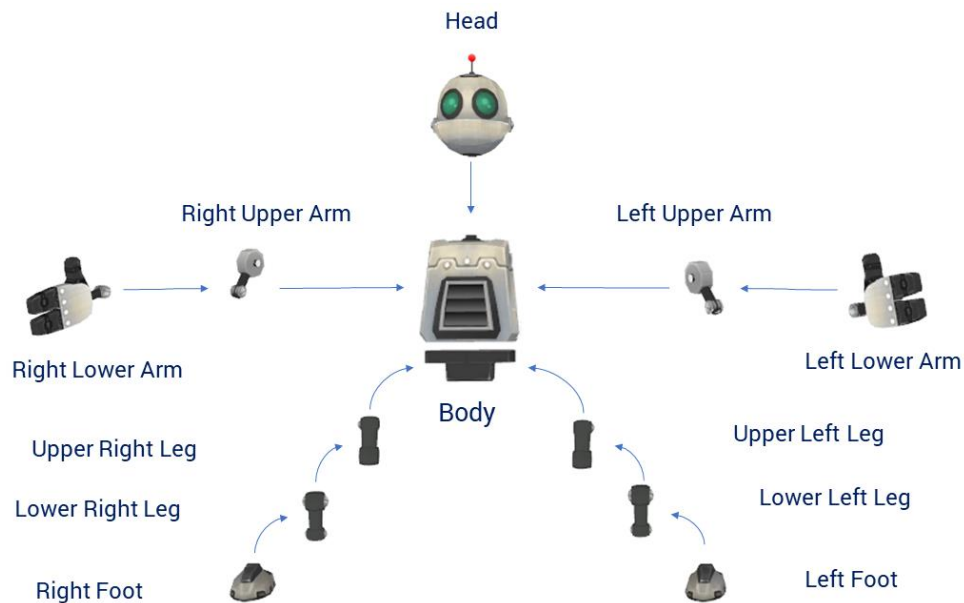 Head
Right Upper Arm
Left Upper Arm
Right Lower Arm
Left Lower Arm
Body
Upper Right Leg
Upper Left Leg
Lower Right Leg
Lower Left Leg
Right Foot
Left Foot